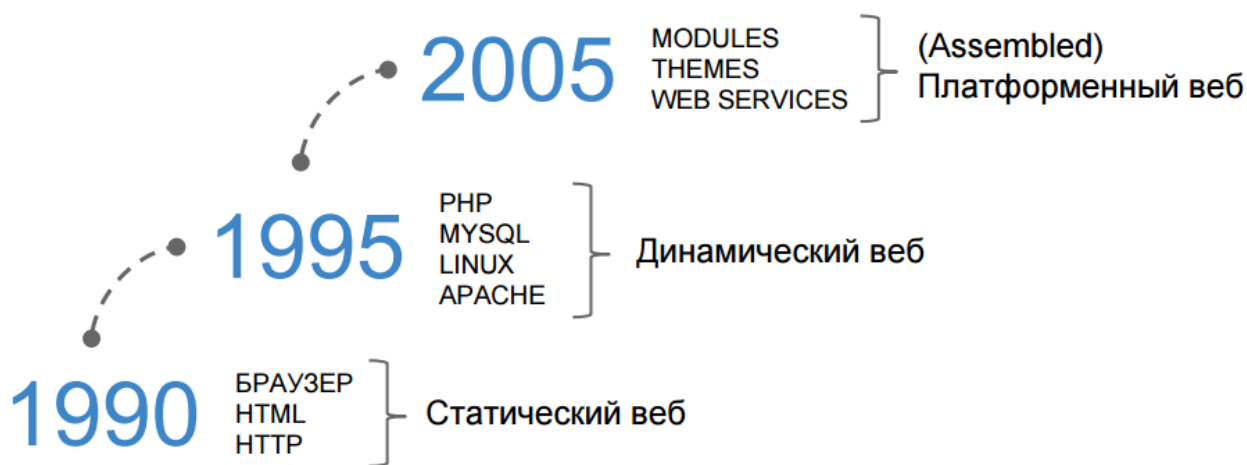 2005
MODULES
THEMES
WEB SERVICES
(Assembled)
Платформенный веб
1995
PHP
MYSQL
LINUX
APACHE
Динамический веб
1990
БРАУЗЕР
HTML
HTTP
Статический веб